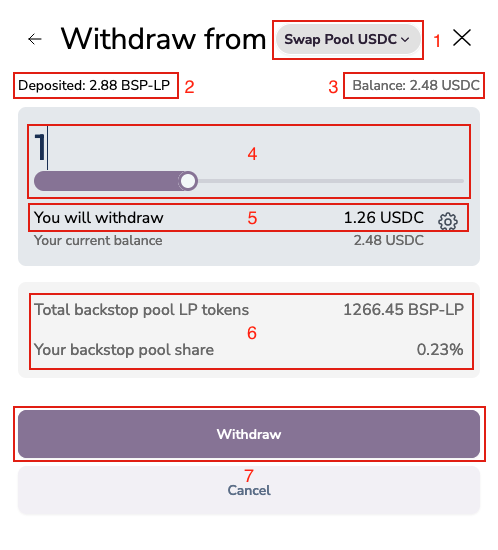 ← Withdraw from Swap Pool USDC 1
Deposited: 2.88 BSP-LP 2 3 Balance: 2.48 USDC
1 4
You will withdraw 5 1.26 USDC
Your current balance 2.48 USDC
Total backstop pool LP tokens 1266.45 BSP-LP
6
Your backstop pool share 0.23%
Withdraw
7
Cancel